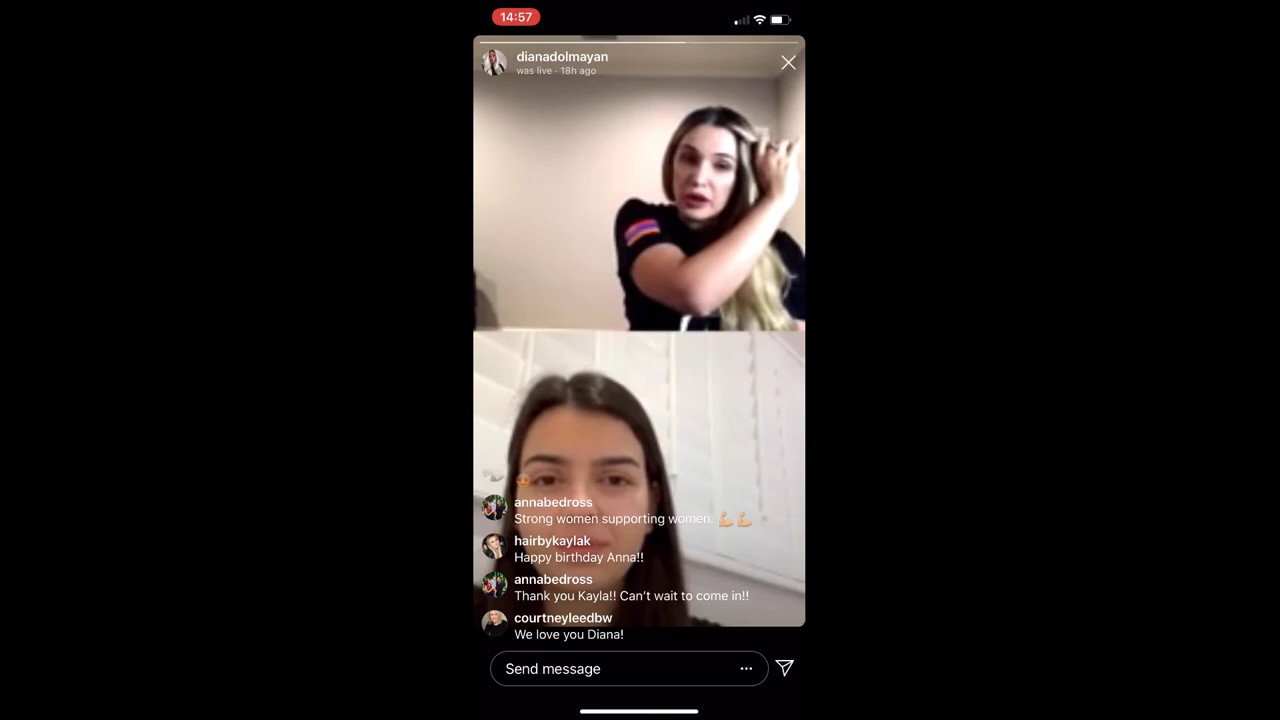 14:57
dianadolmayan
was live · 18h ago
annabedross
Strong women supporting women. 💪🏼💪🏼
hairbykaylak
Happy birthday Anna!!
annabedross
Thank you Kayla!! Can’t wait to come in!!
courtneyleedbw
We love you Diana!
Send message